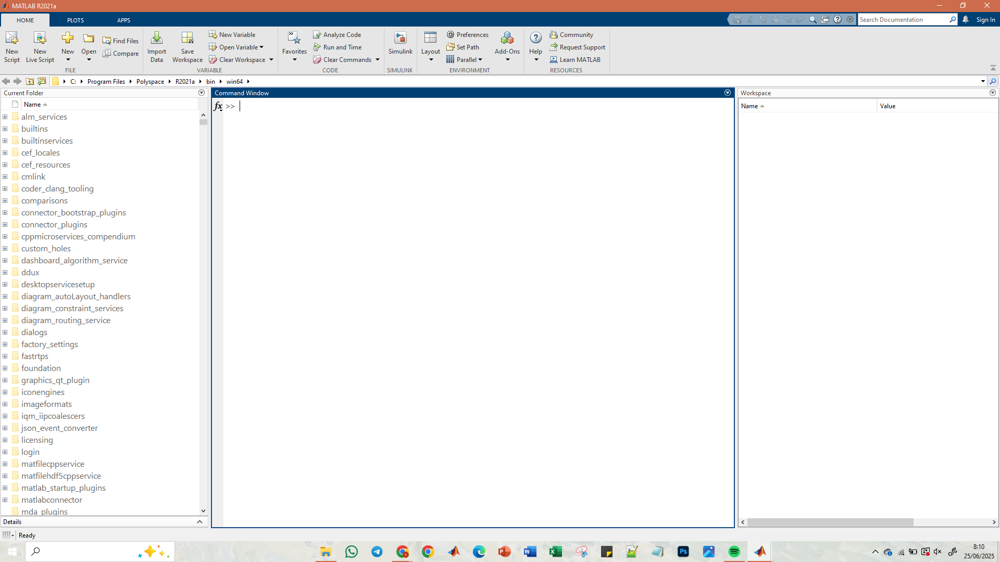 MATLAB R2021a
HOME PLOTS APPS
Search Documentation
Sign In
New Script
New Live Script
New
Open
Find Files
Compare
FILE
Import Data
Save Workspace
New Variable
Open Variable
Clear Workspace
VARIABLE
Favorites
Analyze Code
Run and Time
Clear Commands
CODE
Simulink
SIMULINK
Layout
Preferences
Set Path
Parallel
Add-Ons
ENVIRONMENT
Help
Community
Request Support
Learn MATLAB
RESOURCES
C: Program Files Polyspace R2021a bin win64
Current Folder
Name
alm_services
builtins
builtinservices
cef_locales
cef_resources
cmlink
coder_clang_tooling
comparisons
connector_bootstrap_plugins
connector_plugins
cppmicroservices_compendium
custom_holes
dashboard_algorithm_service
ddux
desktopservicesetup
diagram_autoLayout_handlers
diagram_constraint_services
diagram_routing_service
dialogs
factory_settings
fastrtps
foundation
graphics_qt_plugin
iconengines
imageformats
iqm_iipcoalescers
json_event_converter
licensing
login
matfilecppservice
matfilehdf5cppservice
matlab_startup_plugins
matlabconnector
mda_plugins
Details
Command Window
fx >>
Workspace
Name Value
Ready
Ps
8:10
25/06/2025